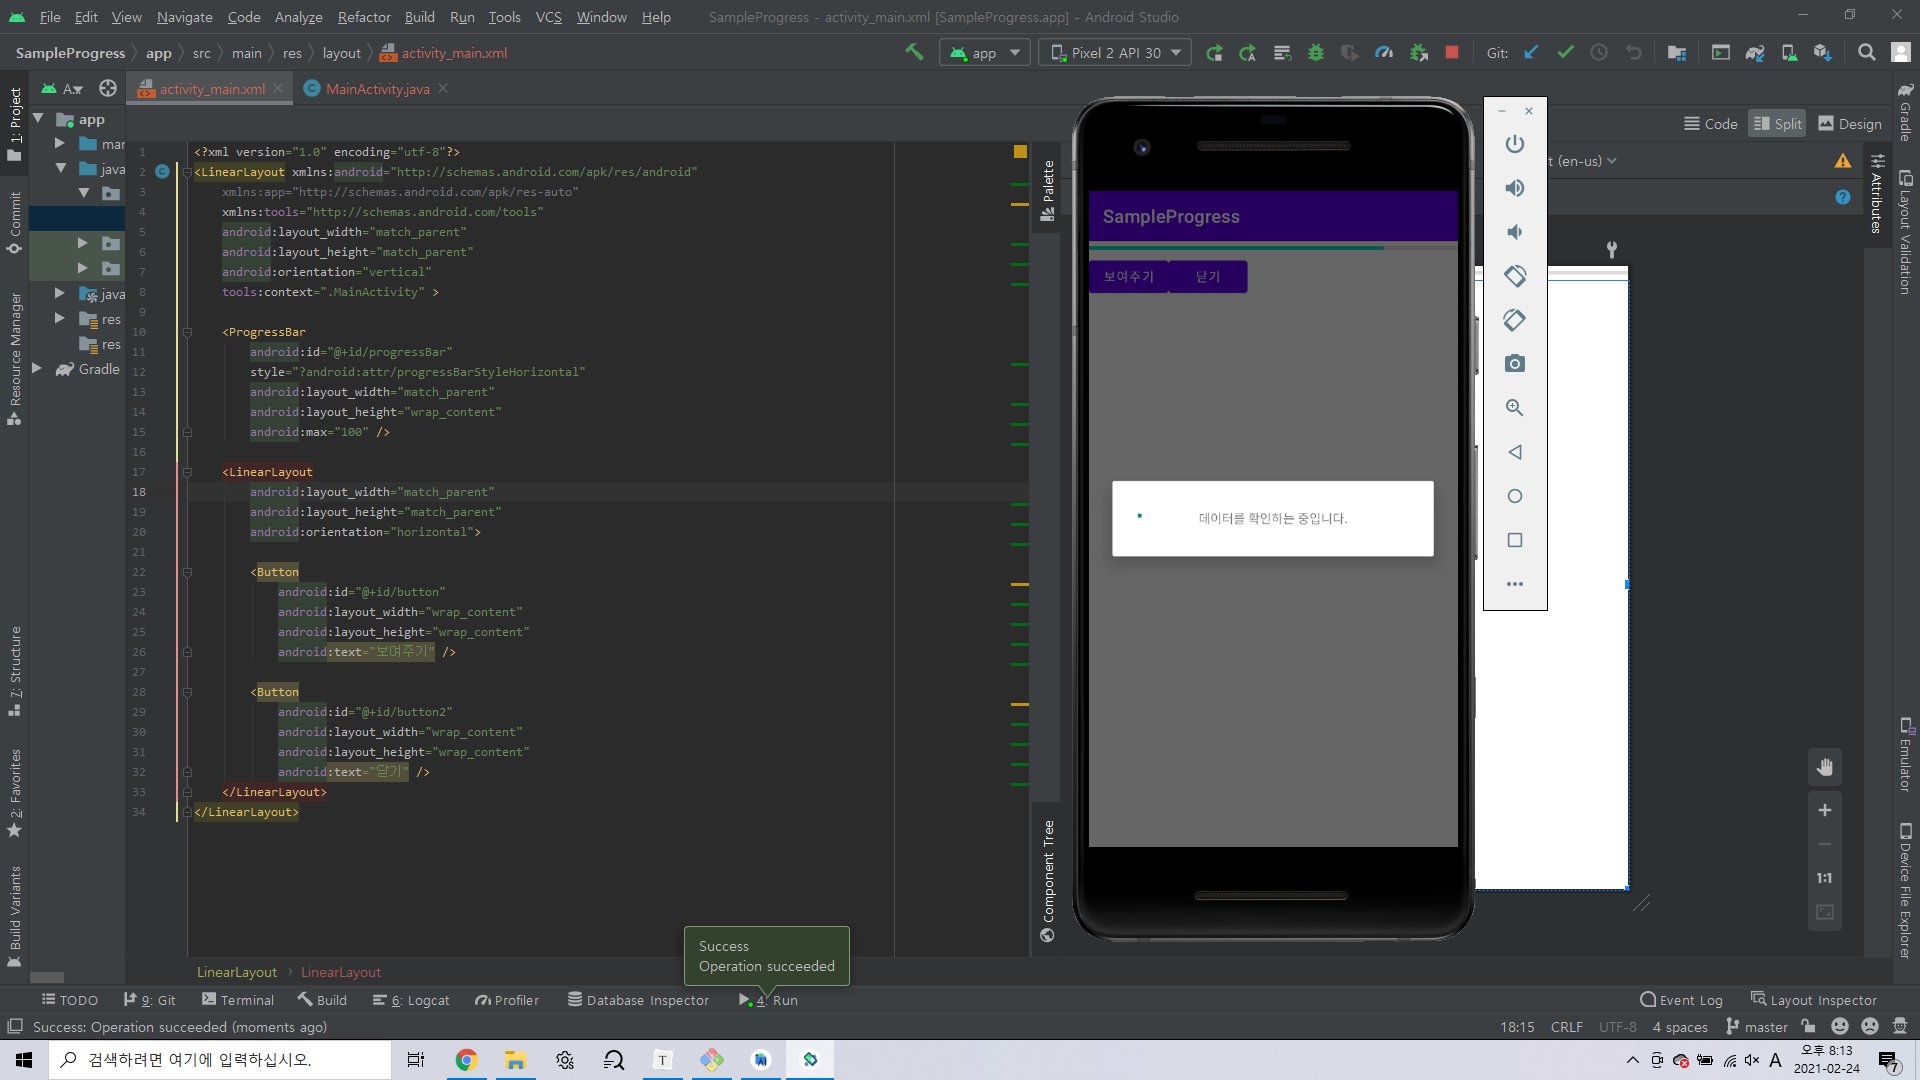 File Edit View Navigate Code Analyze Refactor Build Run Tools VCS Window Help SampleProgress - activity_main.xml [SampleProgress.app] - Android Studio
SampleProgress app src main res layout activity_main.xml
app Pixel 2 API 30 Git:
A..
activity_main.xml MainActivity.java
Code Split Design
1: Project
Commit
Resource Manager
7: Structure
2: Favorites
Build Variants
app
mar
java
java
res
res
Gradle
1 <?xml version="1.0" encoding="utf-8"?>
2 <LinearLayout xmlns:android="http://schemas.android.com/apk/res/android"
3 xmlns:app="http://schemas.android.com/apk/res-auto"
4 xmlns:tools="http://schemas.android.com/tools"
5 android:layout_width="match_parent"
6 android:layout_height="match_parent"
7 android:orientation="vertical"
8 tools:context=".MainActivity" >
9
10 <ProgressBar
11 android:id="@+id/progressBar"
12 style="?android:attr/progressBarStyleHorizontal"
13 android:layout_width="match_parent"
14 android:layout_height="wrap_content"
15 android:max="100" />
16
17 <LinearLayout
18 android:layout_width="match_parent"
19 android:layout_height="match_parent"
20 android:orientation="horizontal">
21
22 <Button
23 android:id="@+id/button"
24 android:layout_width="wrap_content"
25 android:layout_height="wrap_content"
26 android:text="보여주기" />
27
28 <Button
29 android:id="@+id/button2"
30 android:layout_width="wrap_content"
31 android:layout_height="wrap_content"
32 android:text="닫기" />
33 </LinearLayout>
34 </LinearLayout>
Palette
Component Tree
SampleProgress
보여주기 닫기
데이터를 확인하는 중입니다.
t (en-us)
1:1
Attributes
Gradle
Layout Validation
Emulator
Device File Explorer
Success
Operation succeeded
LinearLayout LinearLayout
TODO 9: Git Terminal Build 6: Logcat Profiler Database Inspector 4: Run Event Log Layout Inspector
Success: Operation succeeded (moments ago) 18:15 CRLF UTF-8 4 spaces master
검색하려면 여기에 입력하십시오.
T
A
오후 8:13
2021-02-24
7